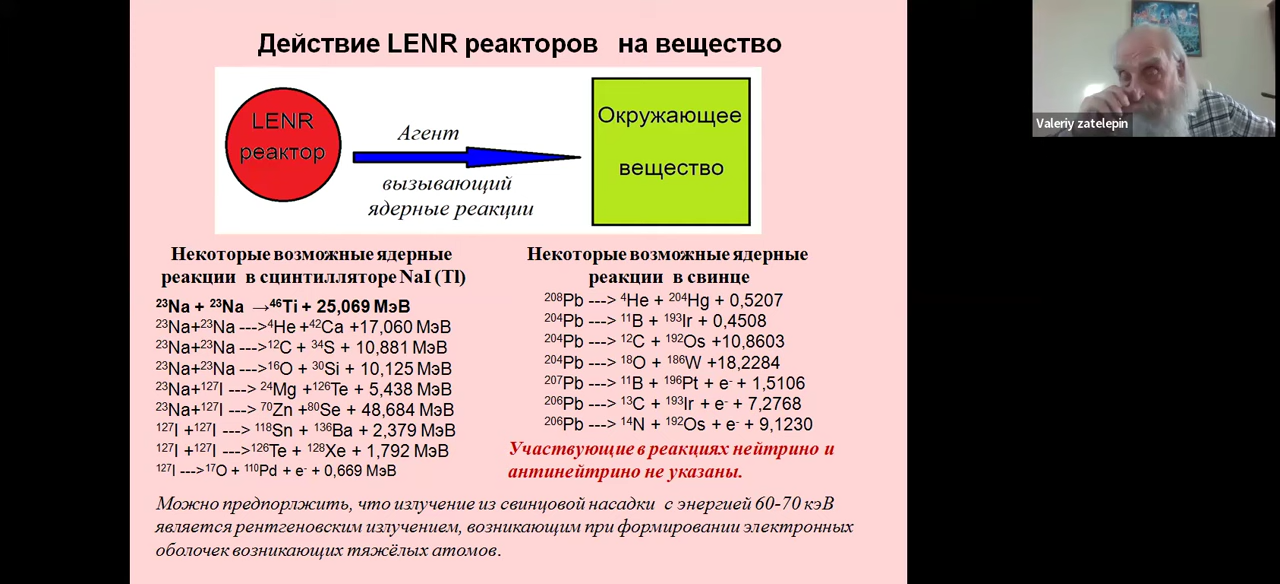 Действие LENR реакторов на вещество
LENR
реактор
Агент
вызывающий
ядерные реакции
Окружающее
вещество
Некоторые возможные ядерные
реакции в сцинтилляторе NaI (Tl)
²³Na + ²³Na →⁴⁶Ti + 25,069 МэВ
²³Na+²³Na --->⁴He +⁴²Ca +17,060 МэВ
²³Na+²³Na --->¹²C + ³⁴S + 10,881 МэВ
²³Na+²³Na --->¹⁶O + ³⁰Si + 10,125 МэВ
²³Na+¹²⁷I ---> ²⁴Mg +¹²⁶Te + 5,438 МэВ
²³Na+¹²⁷I ---> ⁷⁰Zn +⁸⁰Se + 48,684 МэВ
¹²⁷I +¹²⁷I ---> ¹¹⁸Sn + ¹³⁶Ba + 2,379 МэВ
¹²⁷I +¹²⁷I --->¹²⁶Te + ¹²⁸Xe + 1,792 МэВ
¹²⁷I --->¹⁷O + ¹¹⁰Pd + e⁻ + 0,669 МэВ
Некоторые возможные ядерные
реакции в свинце
²⁰⁸Pb ---> ⁴He + ²⁰⁴Hg + 0,5207
²⁰⁴Pb ---> ¹¹B + ¹⁹³Ir + 0,4508
²⁰⁴Pb ---> ¹²C + ¹⁹²Os +10,8603
²⁰⁴Pb ---> ¹⁸O + ¹⁸⁶W +18,2284
²⁰⁷Pb ---> ¹¹B + ¹⁹⁶Pt + e⁻ + 1,5106
²⁰⁶Pb ---> ¹³C + ¹⁹³Ir + e⁻ + 7,2768
²⁰⁶Pb ---> ¹⁴N + ¹⁹²Os + e⁻ + 9,1230
Участвующие в реакциях нейтрино и
антинейтрино не указаны.
Можно предпорлжить, что излучение из свинцовой насадки с энергией 60-70 кэВ
является рентгеновским излучением, возникающим при формировании электронных
оболочек возникающих тяжёлых атомов.
Valeriy zatelepin